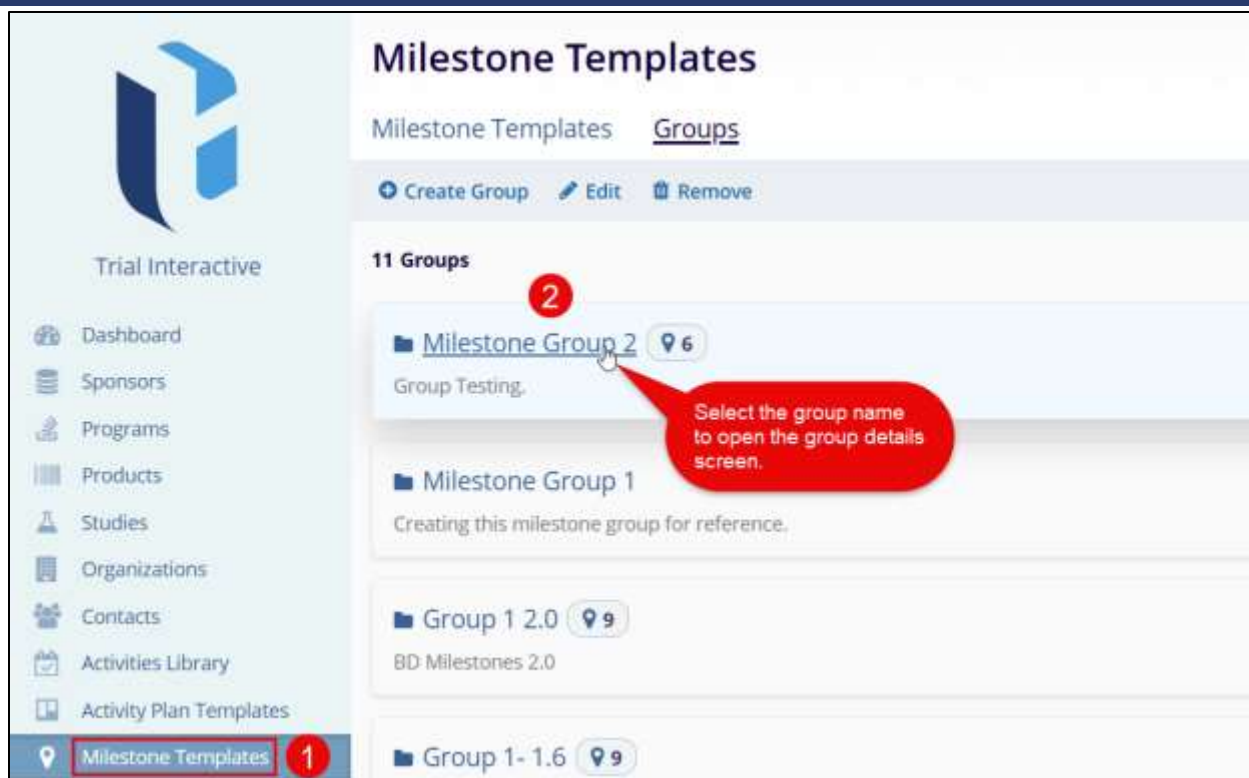 Milestone Templates
Milestone Templates Groups
Create Group Edit Remove
Trial Interactive
11 Groups
2
Dashboard
Milestone Group 2 6
Sponsors
Group Testing.
Select the group name
to open the group details
screen.
Programs
Products
Milestone Group 1
Studies
Creating this milestone group for reference.
Organizations
Contacts
Group 1 2.0 9
Activities Library
BD Milestones 2.0
Activity Plan Templates
Milestone Templates 1
Group 1- 1.6 9